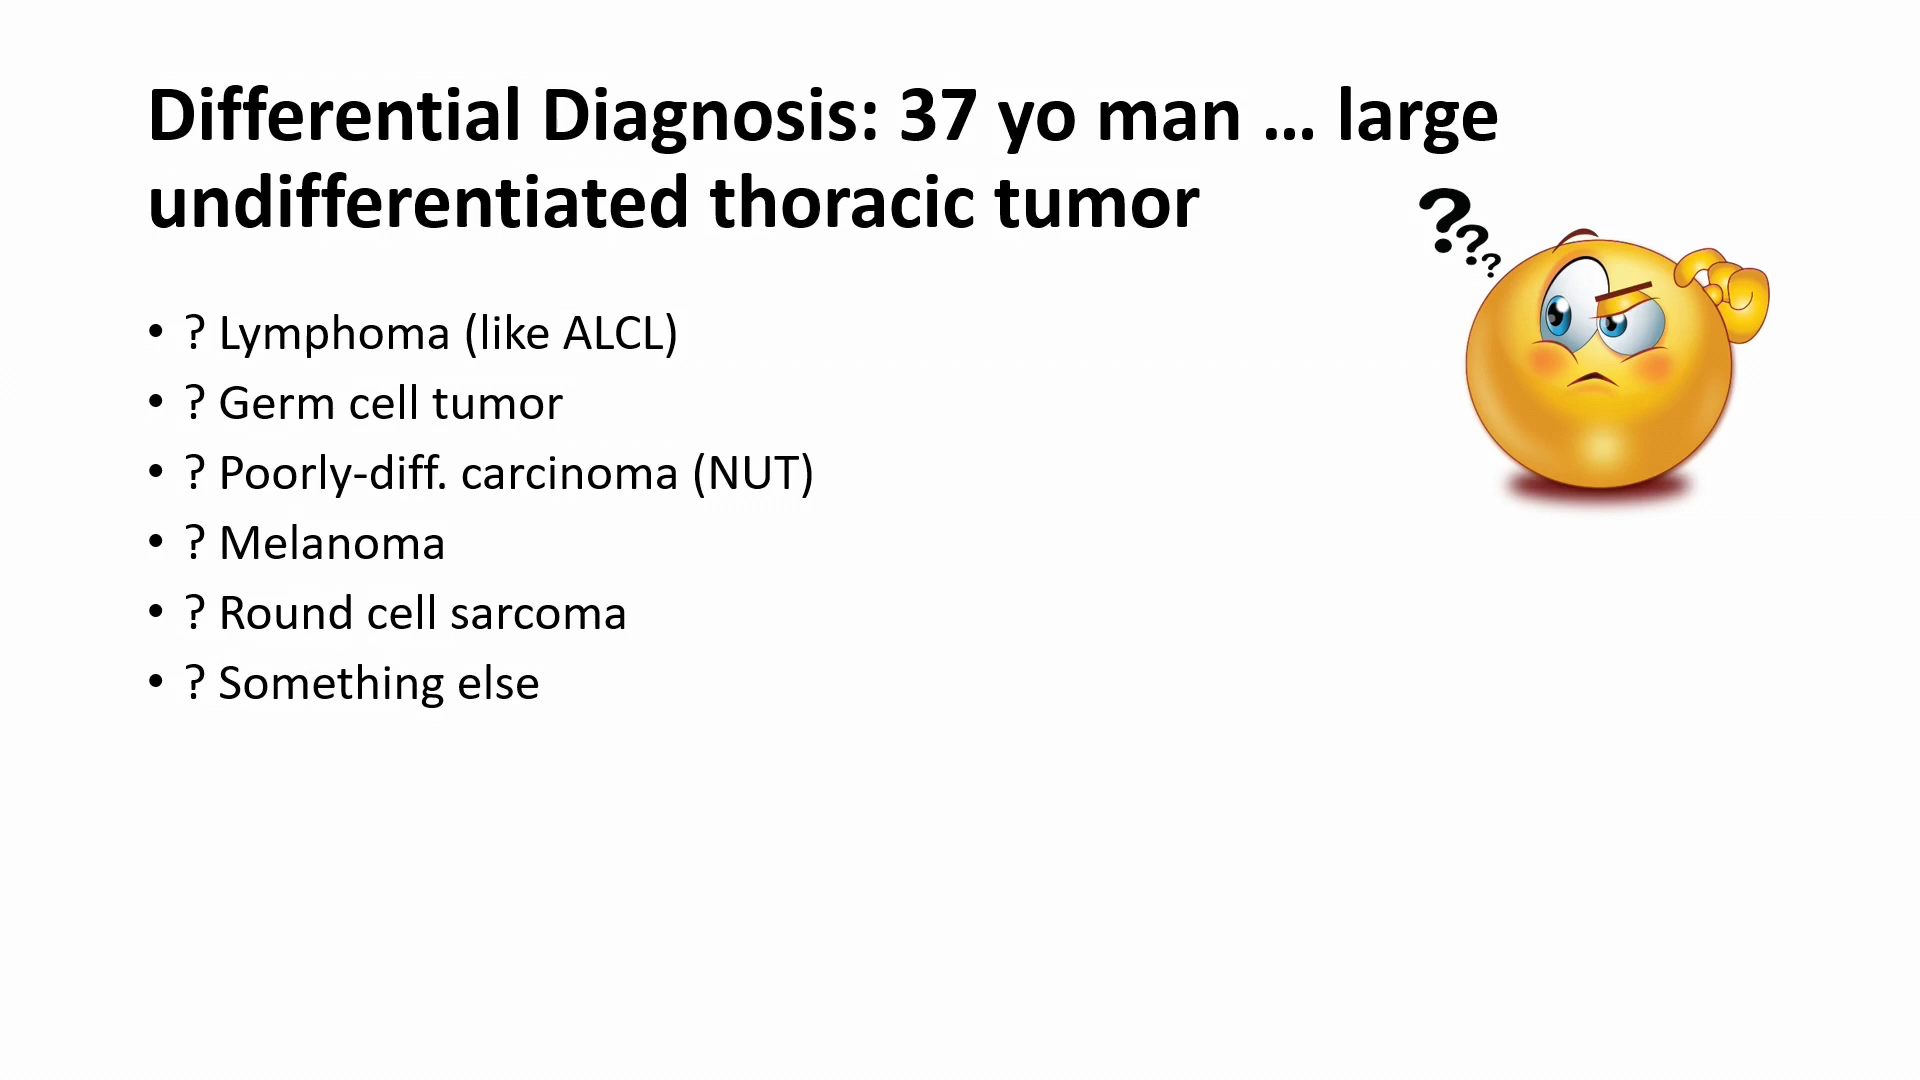 Differential Diagnosis: 37 yo man … large
undifferentiated thoracic tumor
???
• ? Lymphoma (like ALCL)
• ? Germ cell tumor
• ? Poorly-diff. carcinoma (NUT)
• ? Melanoma
• ? Round cell sarcoma
• ? Something else